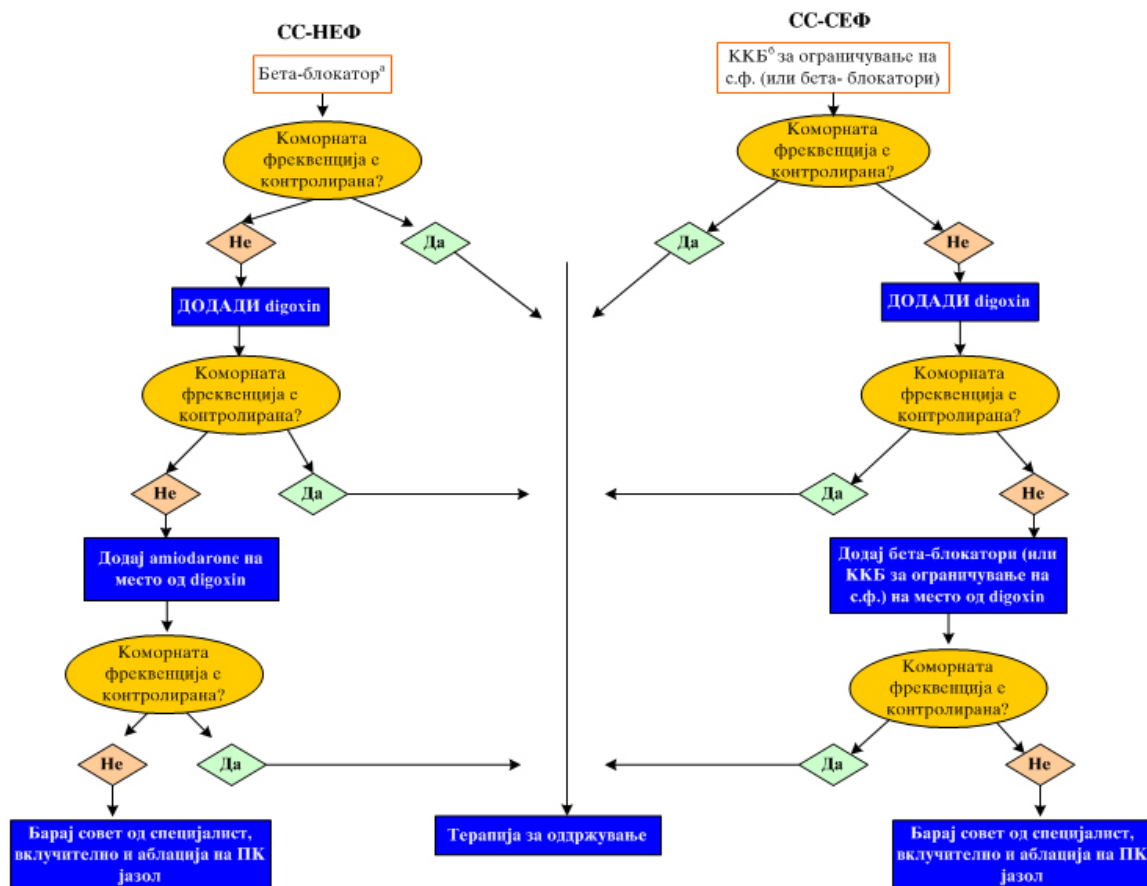 СС-НЕФ
Бета-блокаторª
Коморната
фреквенција е
контролирана?
Не
Да
ДОДАДИ digoxin
Коморната
фреквенција е
контролирана?
Не
Да
Додај amiodarone на
место од digoxin
Коморната
фреквенција е
контролирана?
Не
Да
Барај совет од специјалист,
вклучително и аблација на ПК
јазол
Терапија за оддржување
СС-СЕФ
ККБ⁶ за ограничување на
с.ф. (или бета- блокатори)
Коморната
фреквенција е
контролирана?
Да
Не
ДОДАДИ digoxin
Коморната
фреквенција е
контролирана?
Да
Не
Додај бета-блокатори (или
ККБ за ограничување на
с.ф.) на место од digoxin
Коморната
фреквенција е
контролирана?
Да
Не
Барај совет од специјалист,
вклучително и аблација на ПК
јазол